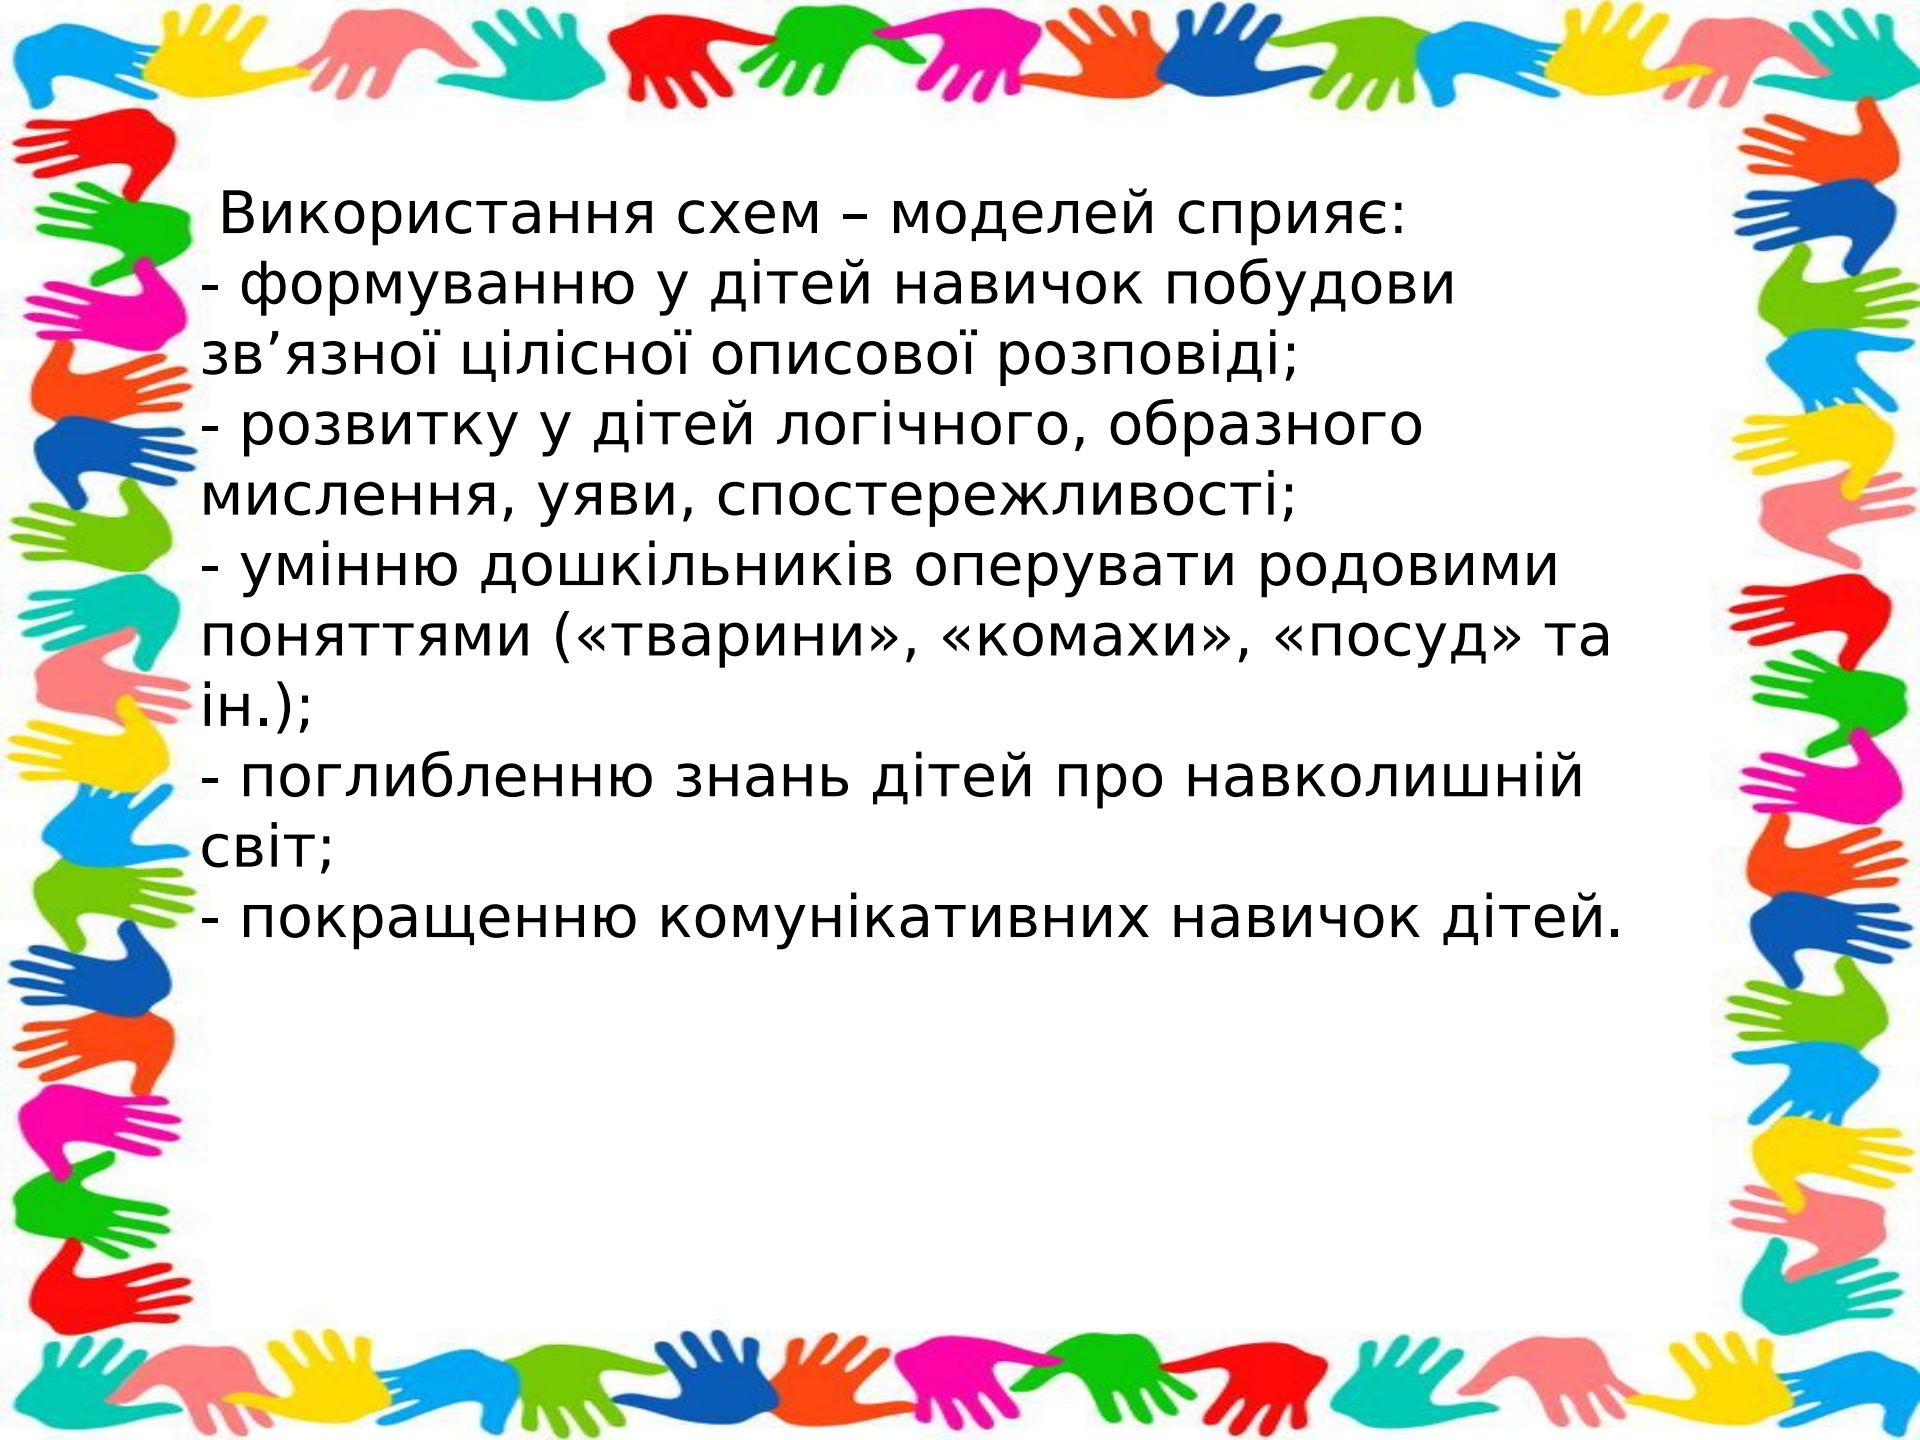 Використання схем – моделей сприяє:
- формуванню у дітей навичок побудови
зв’язної цілісної описової розповіді;
- розвитку у дітей логічного, образного
мислення, уяви, спостережливості;
- умінню дошкільників оперувати родовими
поняттями («тварини», «комахи», «посуд» та
ін.);
- поглибленню знань дітей про навколишній
світ;
- покращенню комунікативних навичок дітей.